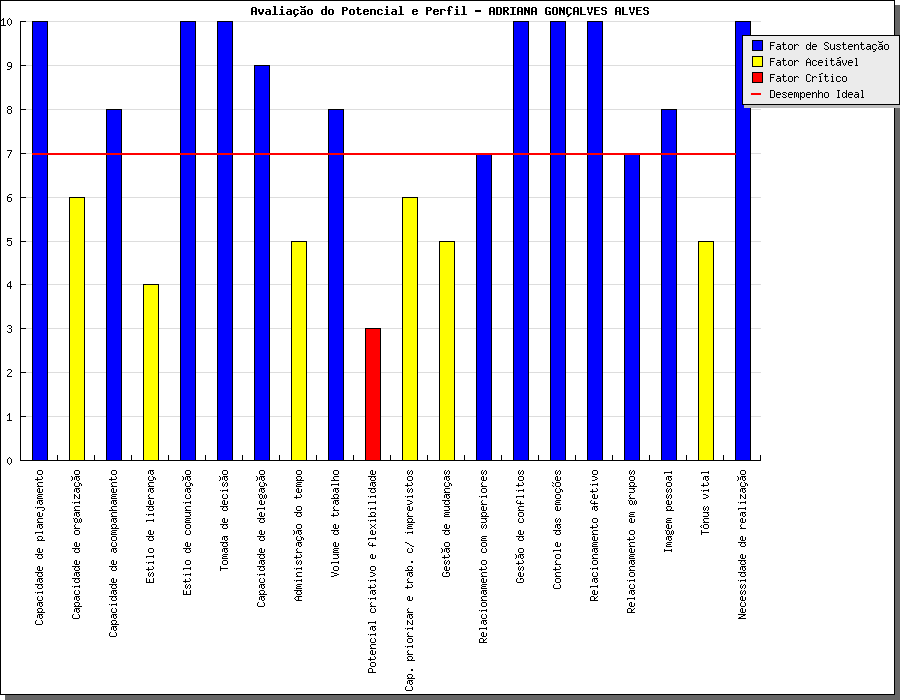 Avaliação do Potencial e Perfil - ADRIANA GONÇALVES ALVES
Fator de Sustentação
Fator Aceitável
Fator Crítico
Desempenho Ideal
10
9
8
7
6
5
4
3
2
1
0
Capacidade de planejamento
Capacidade de organização
Capacidade de acompanhamento
Estilo de liderança
Estilo de comunicação
Tomada de decisão
Capacidade de delegação
Administração do tempo
Volume de trabalho
Potencial criativo e flexibilidade
Cap. priorizar e trab. c/ imprevistos
Gestão de mudanças
Relacionamento com superiores
Gestão de conflitos
Controle das emoções
Relacionamento afetivo
Relacionamento em grupos
Imagem pessoal
Tônus vital
Necessidade de realização